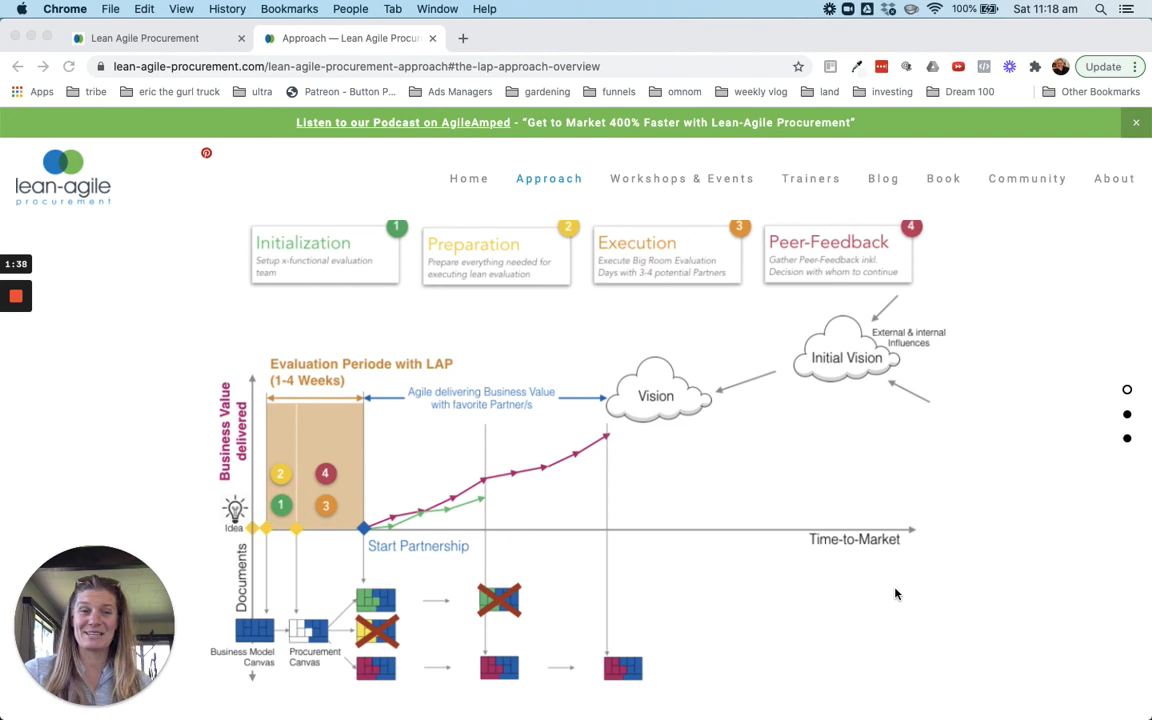 Chrome File Edit View History Bookmarks People Tab Window Help 100% Sat 11:18 am
Lean Agile Procurement
Approach — Lean Agile Procur
lean-agile-procurement.com/lean-agile-procurement-approach#the-lap-approach-overview
Update
Apps tribe eric the gurl truck ultra Patreon - Button P... Ads Managers gardening funnels omnom weekly vlog land investing Dream 100 Other Bookmarks
Listen to our Podcast on AgileAmped - “Get to Market 400% Faster with Lean-Agile Procurement”
lean-agile
procurement
Home Approach Workshops & Events Trainers Blog Book Community About
1:38
Initialization 1
Setup x-functional evaluation
team
Preparation 2
Prepare everything needed for
executing lean evaluation
Execution 3
Execute Big Room Evaluation
Days with 3-4 potential Partners
Peer-Feedback 4
Gather Peer-Feedback inkl.
Decision with whom to continue
External & internal
Influences
Initial Vision
Vision
Evaluation Periode with LAP
(1-4 Weeks)
Agile delivering Business Value
with favorite Partner/s
Business Value
delivered
2 4
1 3
Idea
Start Partnership
Time-to-Market
Documents
Business Model
Canvas
Procurement
Canvas